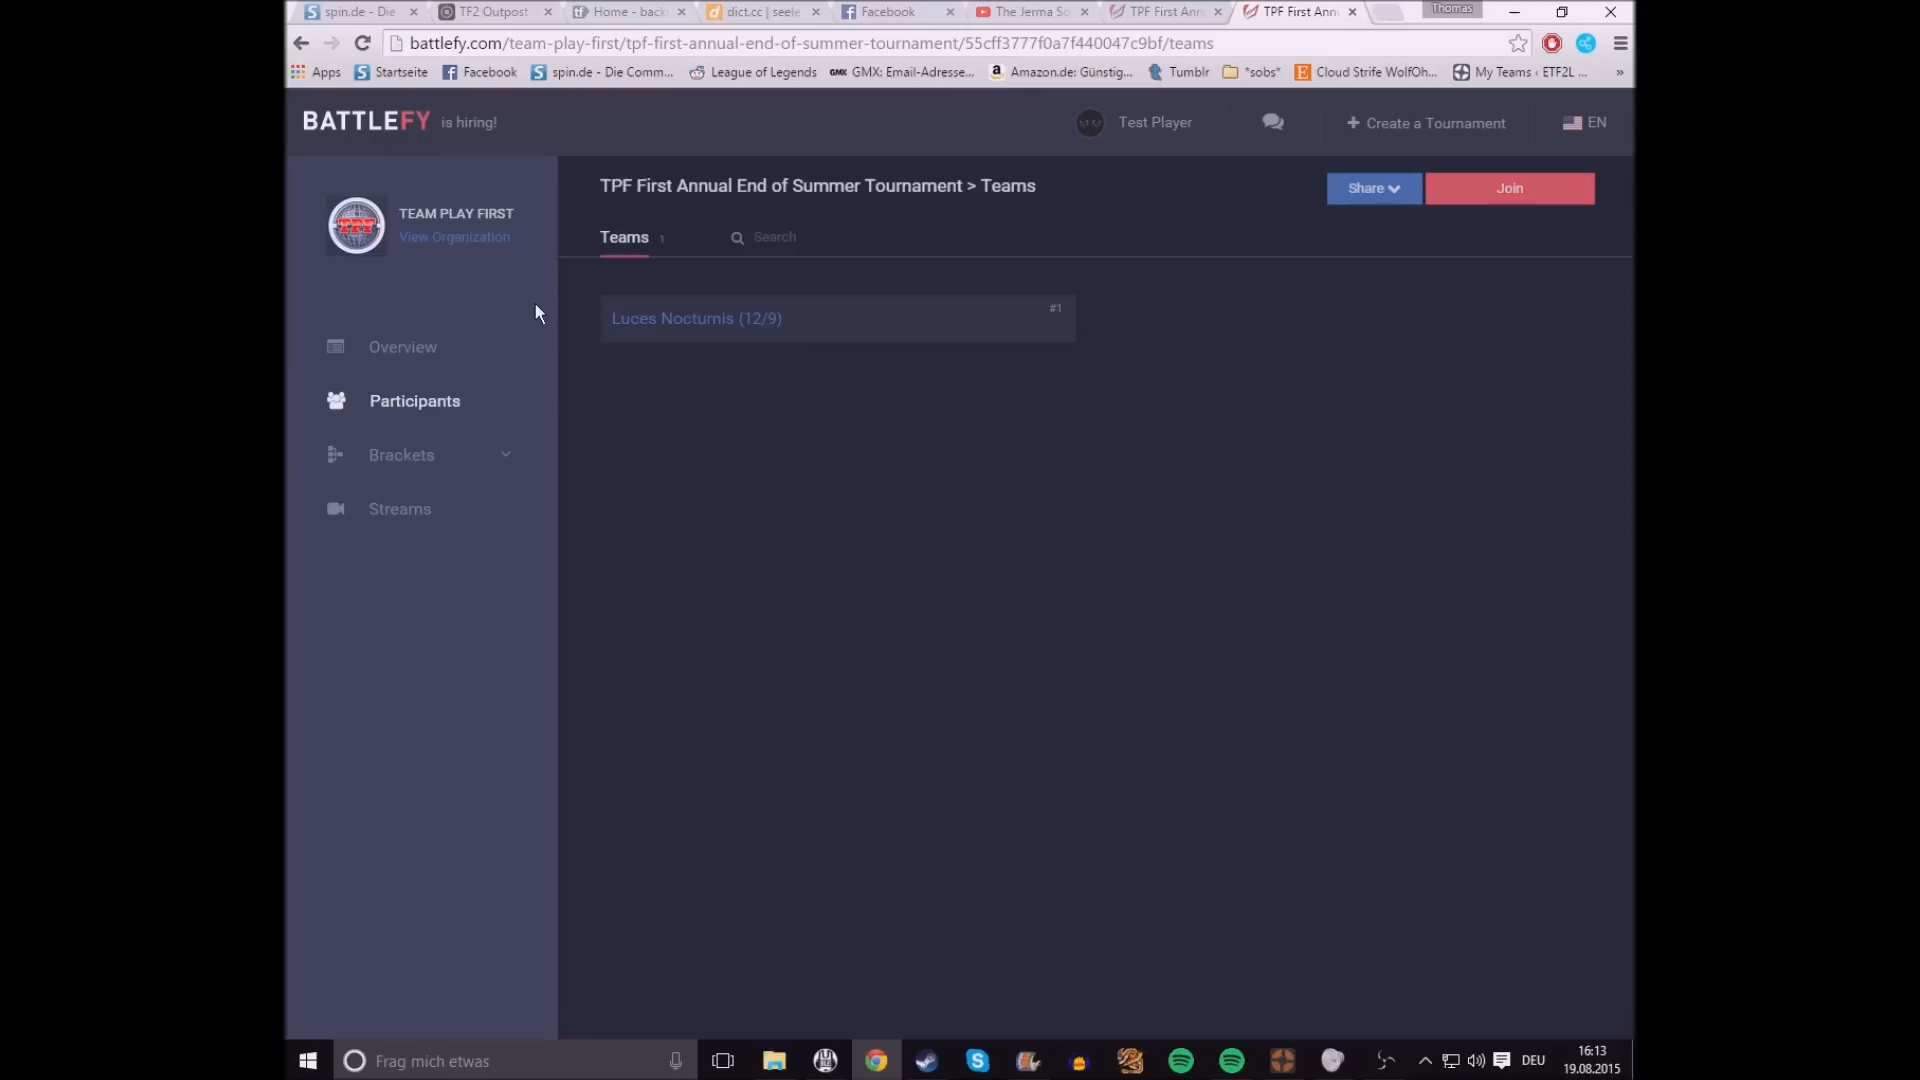 spin.de - Die
TF2 Outpost
Home - back
dict.cc | seele
Facebook
The Jerma So
TPF First Ann
TPF First Ann
Thomas
battlefy.com/team-play-first/tpf-first-annual-end-of-summer-tournament/55cff3777f0a7f440047c9bf/teams
Apps
Startseite
Facebook
spin.de - Die Comm...
League of Legends
GMX: Email-Adresse...
Amazon.de: Günstig...
Tumblr
*sobs*
Cloud Strife WolfOh...
My Teams ‹ ETF2L ...
»
BATTLEFY is hiring!
Test Player
Create a Tournament
EN
TEAM PLAY FIRST
View Organization
TPF First Annual End of Summer Tournament > Teams
Share
Join
Teams 1
Search
Luces Nocturnis (12/9)
#1
Overview
Participants
Brackets
Streams
Frag mich etwas
DEU
16:13
19.08.2015